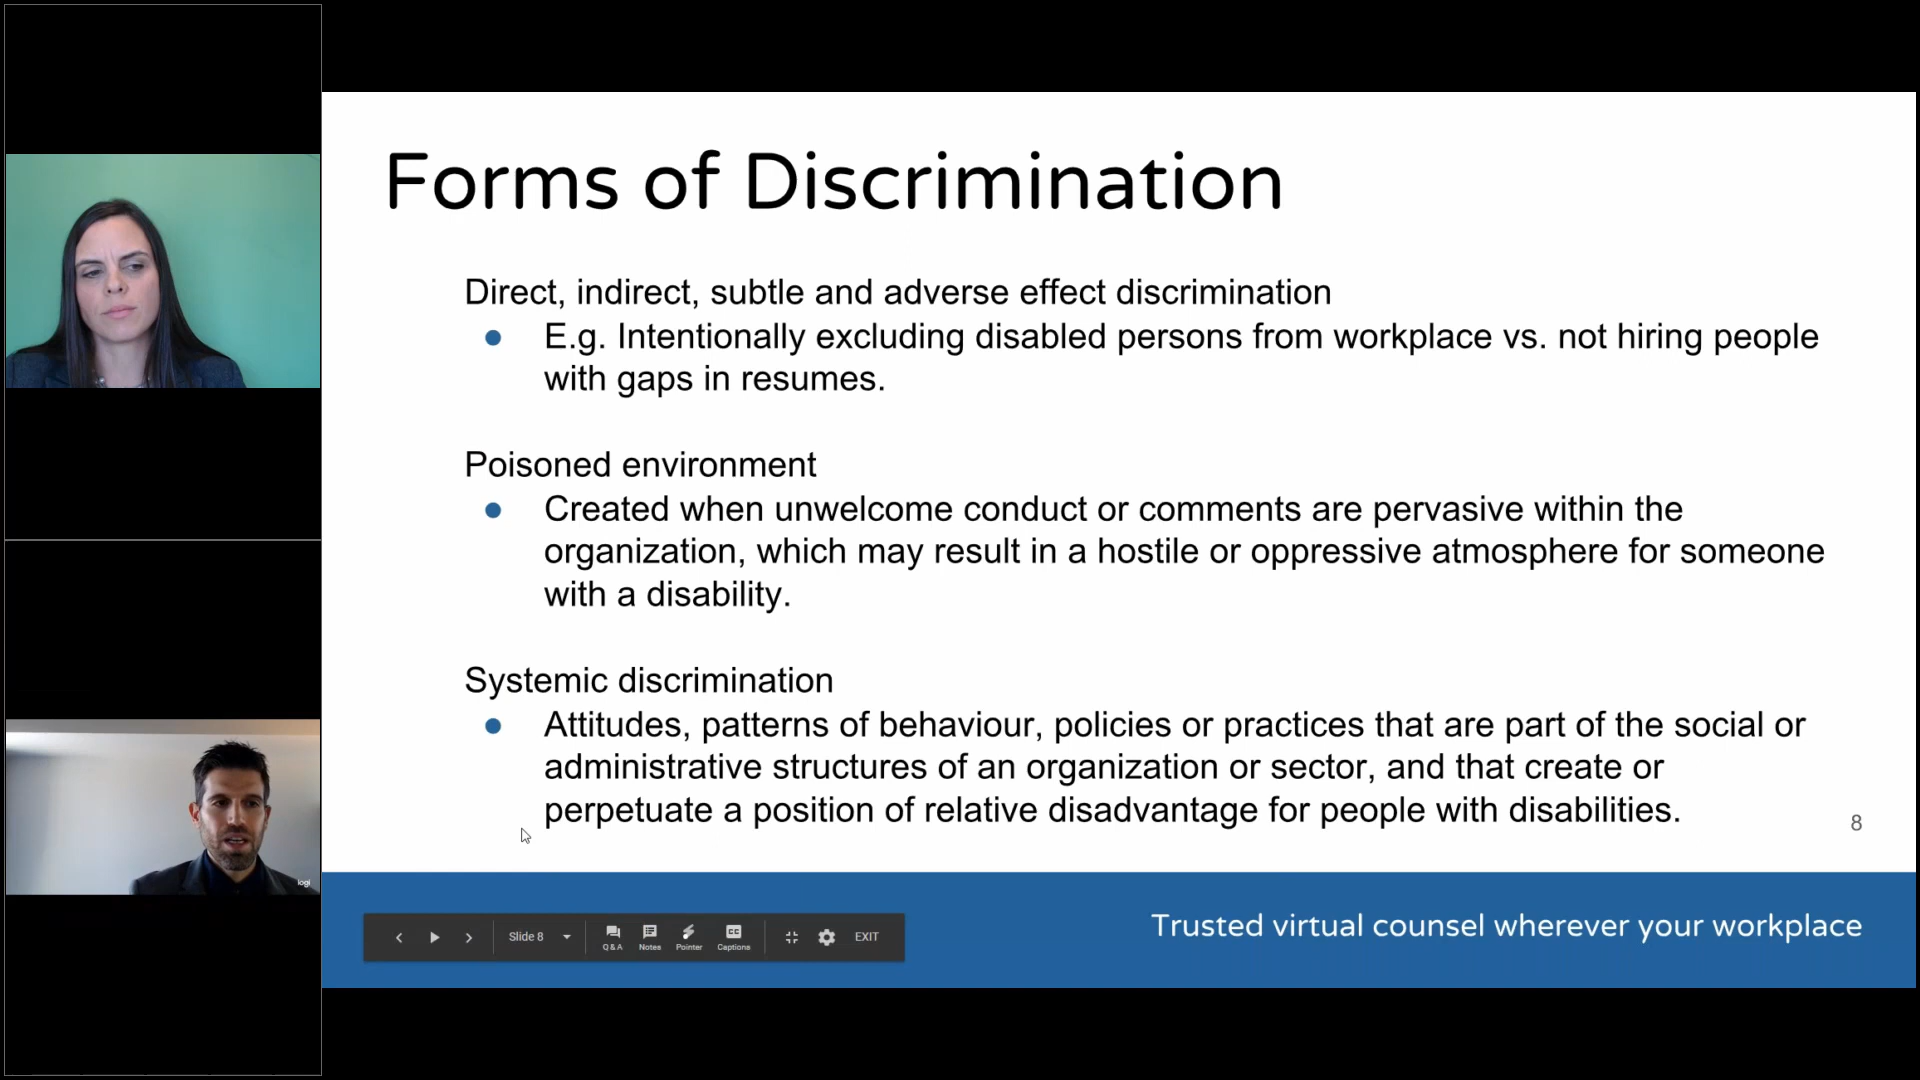 Forms of Discrimination
Direct, indirect, subtle and adverse effect discrimination
E.g. Intentionally excluding disabled persons from workplace vs. not hiring people
with gaps in resumes.
Poisoned environment
Created when unwelcome conduct or comments are pervasive within the
organization, which may result in a hostile or oppressive atmosphere for someone
with a disability.
Systemic discrimination
Attitudes, patterns of behaviour, policies or practices that are part of the social or
administrative structures of an organization or sector, and that create or
perpetuate a position of relative disadvantage for people with disabilities.
8
logi
Trusted virtual counsel wherever your workplace
Slide 8
Q & A
Notes
Pointer
CC
Captions
EXIT